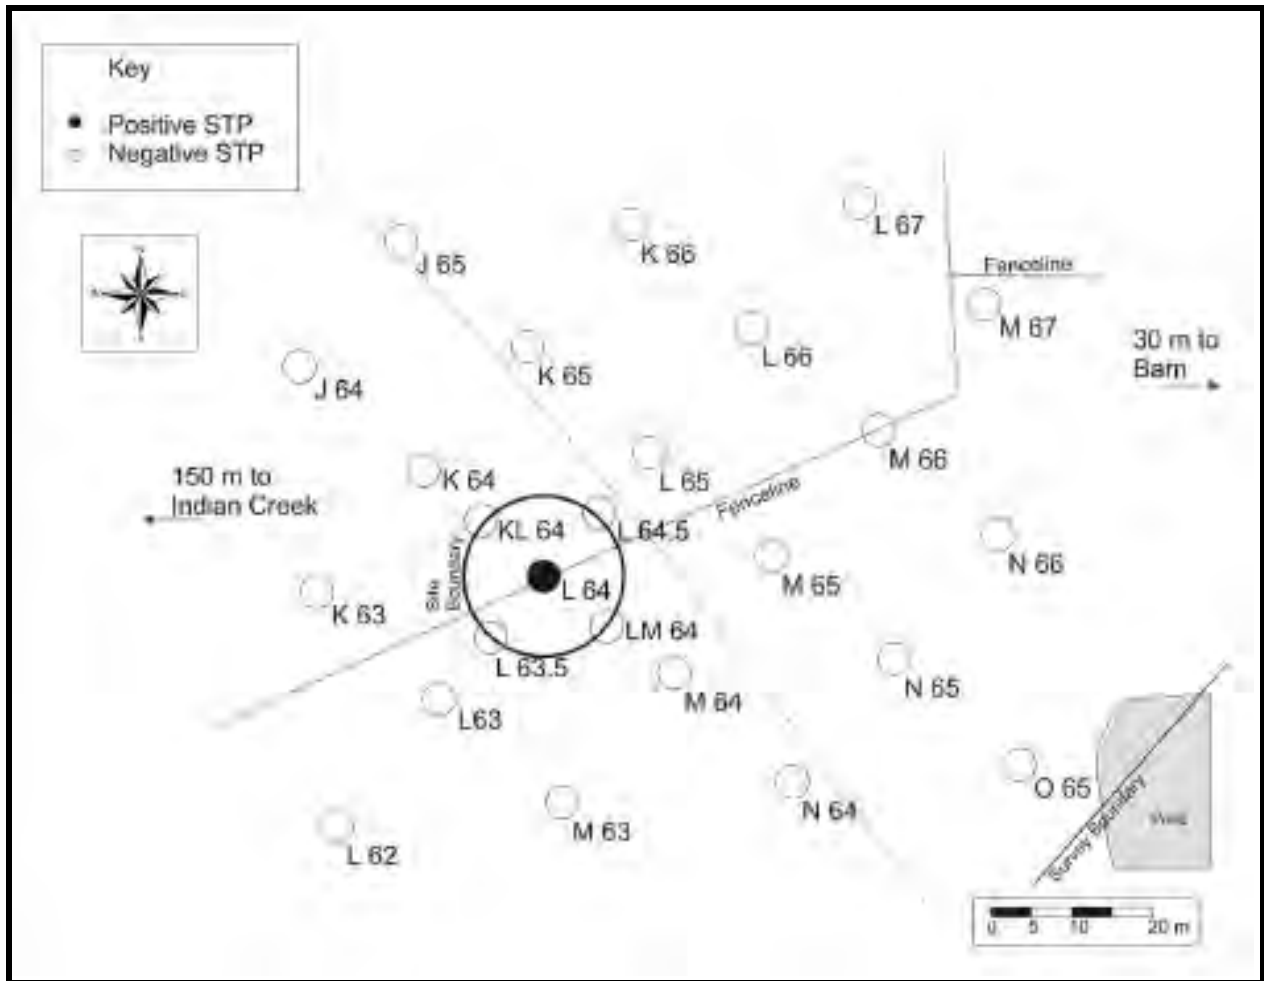 Key
Positive STP
Negative STP
N
L 67
J 65
K 66
Fenceline
M 67
L 66
30 m to
Barn
K 65
J 64
M 66
K 64
L 65
150 m to
Indian Creek
Fenceline
KL 64
L 64.5
N 66
Site
Boundary
M 65
L 64
K 63
LM 64
L 63.5
N 65
M 64
L63
O 65
N 64
Survey Boundary
M 63
L 62
0 5 10 20 m